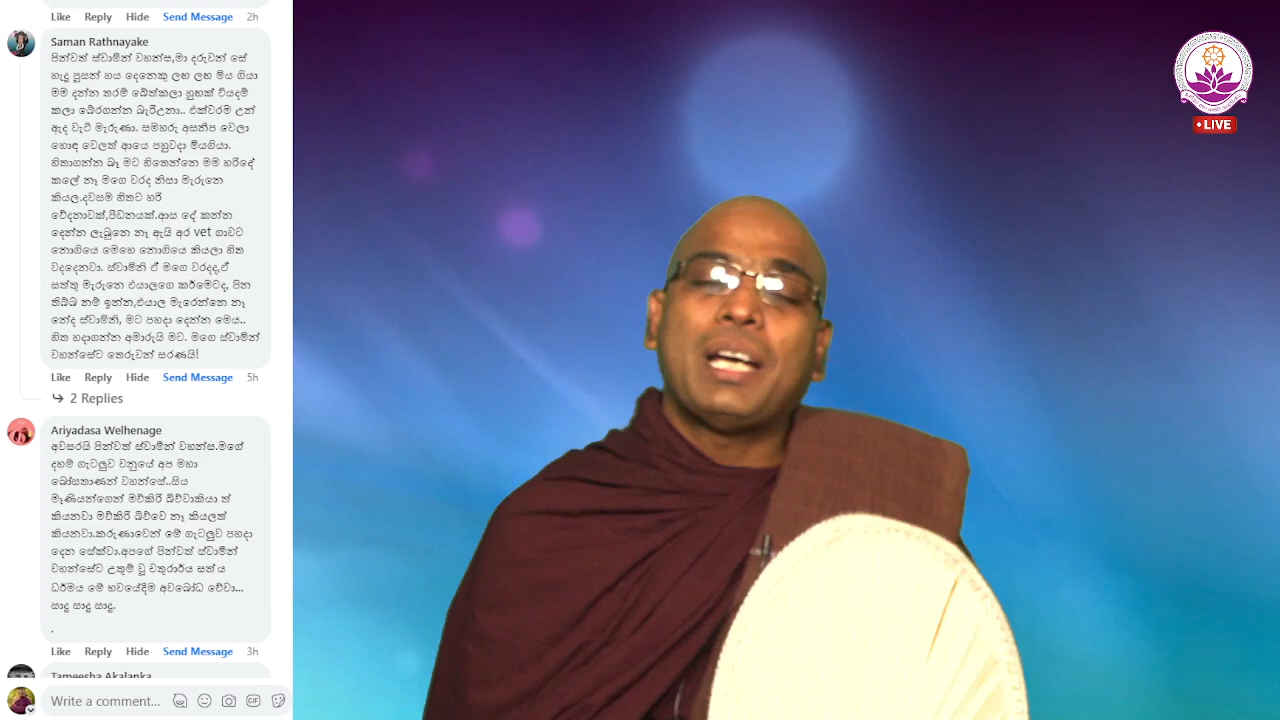 Like Reply Hide Send Message 2h
Saman Rathnayake
පින්වත් ස්වාමින් වහන්ස,මා දරුවන් සේ
හැදූ පූසන් හය දෙනෙකු ලඟ ලඟ මිය ගියා
මම දන්න තරම් බේත්කලා හුඟක් වියදම්
කලා බේරගන්න බැරිඋනා.. එක්වරම උන්
ඇද වැටී මැරුණා. සමහරු අසනීප වෙලා
හොඳ වෙලත් ආයෙ පහුවදා මියගියා.
හිතාගන්න බෑ මට හිතෙන්නෙ මම හරිදේ
කලේ නෑ මගෙ වරද නිසා මැරුනෙ
කියල.දවසම හිතට හරි
වේදනාවක්,පීඩනයක්.ආස දේ කන්න
දෙන්න ලැබුනෙ නෑ ඇයි අර vet ගාවට
නොගියෙ මෙහෙ නොගියෙ කියලා හිත
වදදෙනවා. ස්වාමීනි ඒ මගෙ වරදද,ඒ
සත්තු මැරුනෙ එයාලගෙ කර්මෙටද, පින
තිබ්බ නම් ඉන්න,එයාල මැරෙන්නෙ නෑ
නේද ස්වාමීනි, මට පහදා දෙන්න මෙය..
හිත හදාගන්න අමාරුයි මට. මගෙ ස්වාමීන්
වහන්සේට තෙරුවන් සරණයි!
Like Reply Hide Send Message 5h
2 Replies
Ariyadasa Welhenage
අවසරයි පින්වත් ස්වාමීන් වහන්ස.මගේ
දහම් ගැටලුව වනුයේ අප මහා
බෝසතාණන් වහන්සේ..සිය
මෑණියන්ගෙන් මව්කිරි බිව්වාකියා ත්
කියනවා මව්කිරි බිව්වෙ නෑ කියලත්
කියනවා.කරුණාවෙන් මේ ගැටලුව පහදා
දෙන සේක්වා.අපගේ පින්වත් ස්වාමීන්
වහන්සේට උතුම් වූ චතුරාර්ය සත්‍ය
ධර්මය මේ භවයේදීම අවබෝධ වේවා...
සාදු සාදු සාදු.
.
Like Reply Hide Send Message 3h
Tameesha Akalanka
Write a comment...
GIF
• LIVE